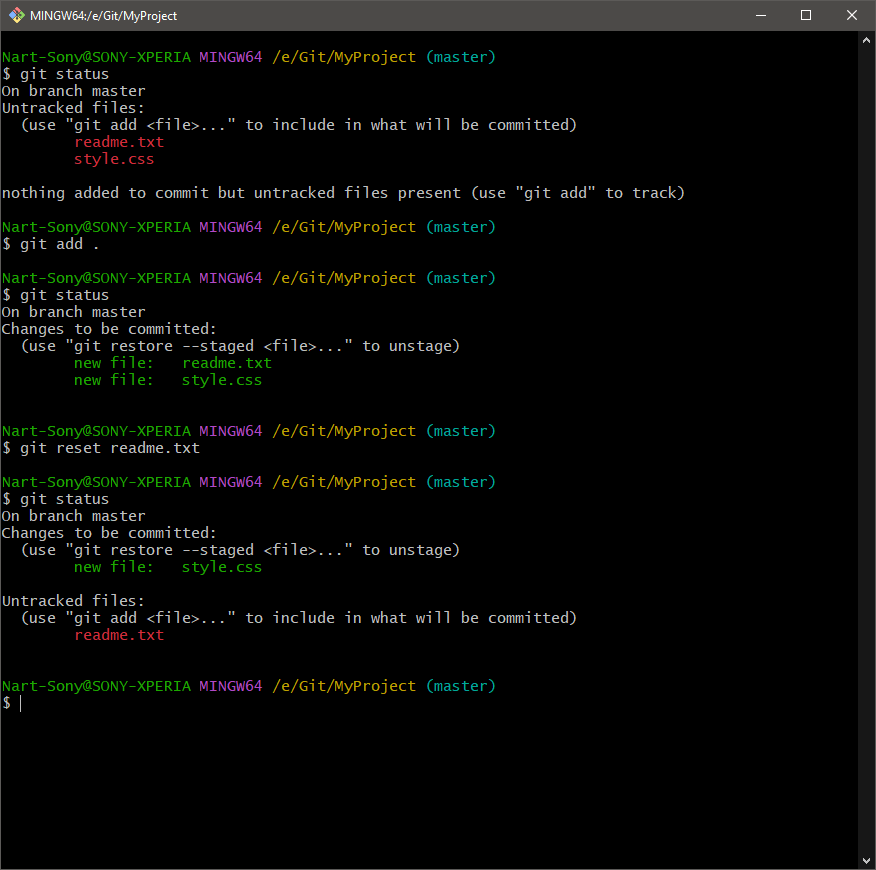 MINGW64:/e/Git/MyProject
Nart-Sony@SONY-XPERIA MINGW64 /e/Git/MyProject (master)
$ git status
On branch master
Untracked files:
  (use "git add <file>..." to include in what will be committed)
        readme.txt
        style.css

nothing added to commit but untracked files present (use "git add" to track)

Nart-Sony@SONY-XPERIA MINGW64 /e/Git/MyProject (master)
$ git add .

Nart-Sony@SONY-XPERIA MINGW64 /e/Git/MyProject (master)
$ git status
On branch master
Changes to be committed:
  (use "git restore --staged <file>..." to unstage)
        new file:   readme.txt
        new file:   style.css


Nart-Sony@SONY-XPERIA MINGW64 /e/Git/MyProject (master)
$ git reset readme.txt

Nart-Sony@SONY-XPERIA MINGW64 /e/Git/MyProject (master)
$ git status
On branch master
Changes to be committed:
  (use "git restore --staged <file>..." to unstage)
        new file:   style.css

Untracked files:
  (use "git add <file>..." to include in what will be committed)
        readme.txt


Nart-Sony@SONY-XPERIA MINGW64 /e/Git/MyProject (master)
$